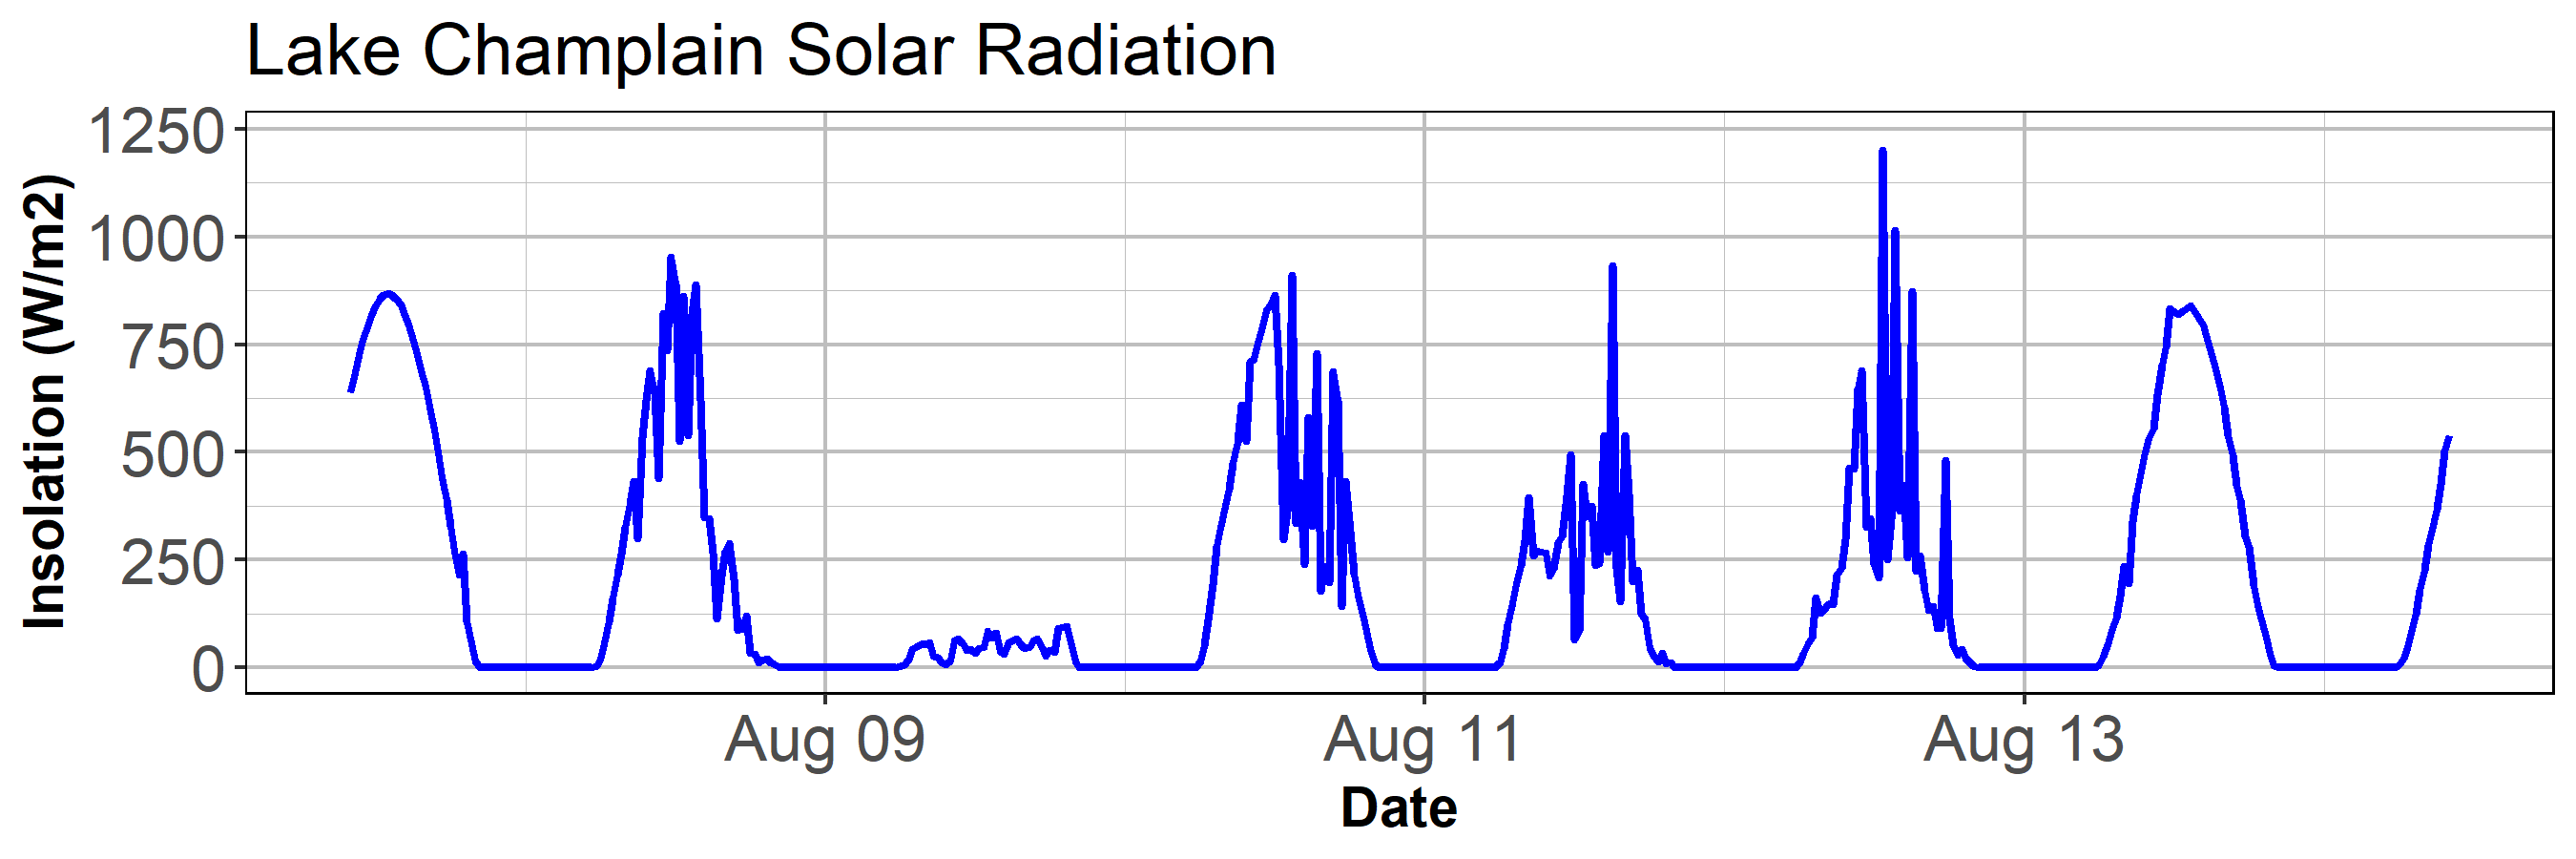 Lake Champlain Solar Radiation
Insolation (W/m2)
1250
1000
750
500
250
0
Aug 09
Aug 11
Aug 13
Date